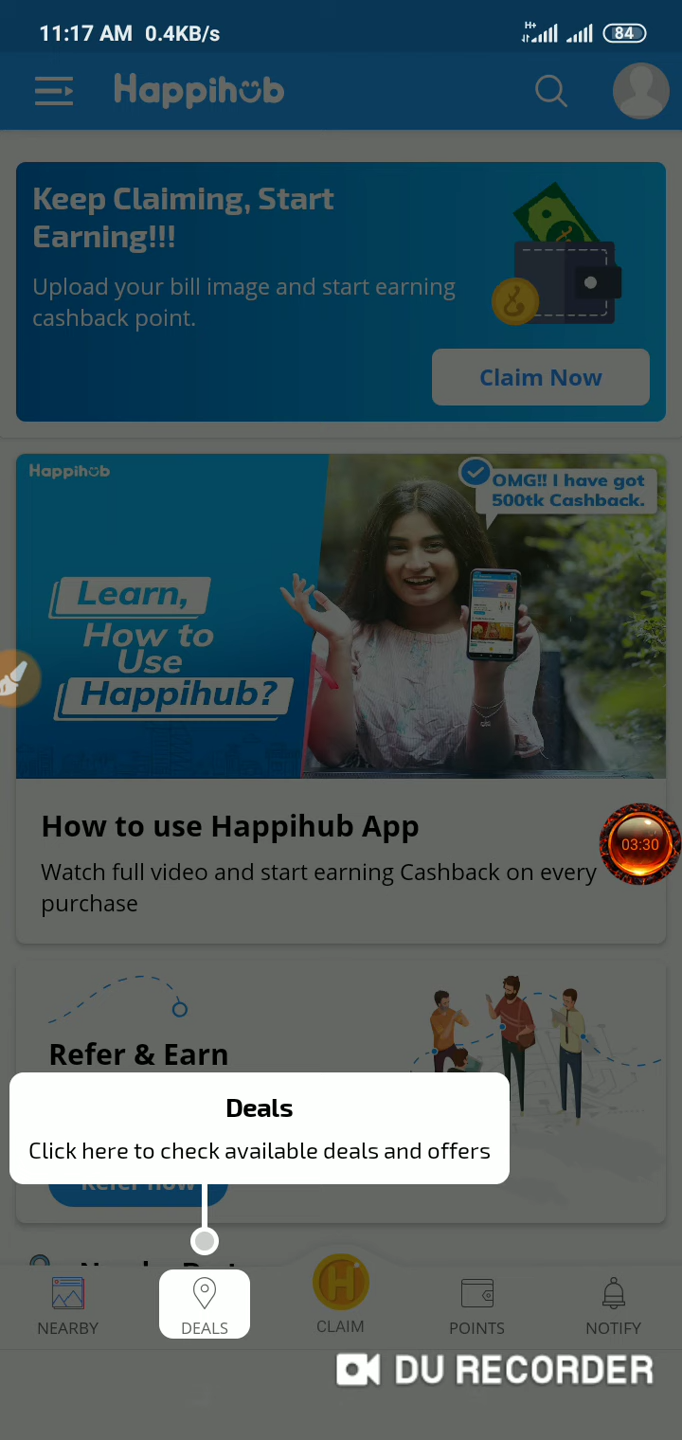 11:17 AM 0.4KB/s
H+
84
Happihub
Keep Claiming, Start
Earning!!!
Upload your bill image and start earning
cashback point.
Claim Now
Happihub
OMG!! I have got
500tk Cashback.
Learn,
How to
Use
Happihub?
How to use Happihub App
03:30
Watch full video and start earning Cashback on every
purchase
Refer & Earn
Deals
Click here to check available deals and offers
Refer now
NEARBY
DEALS
H
CLAIM
POINTS
NOTIFY
DU RECORDER